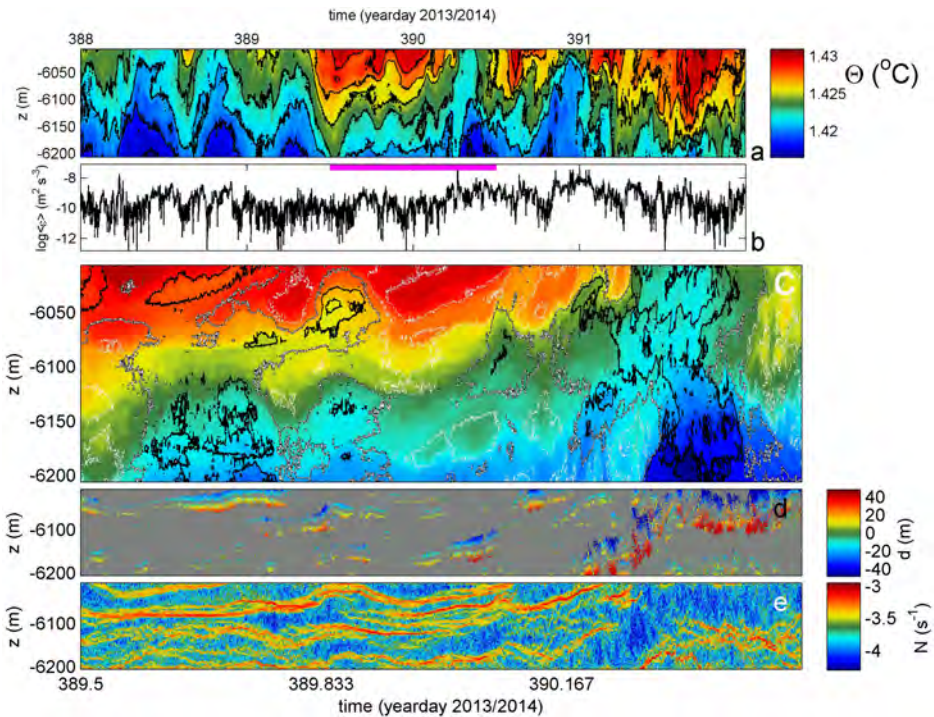 time (yearday 2013/2014)
388 389 390 391
z (m)
-6050
-6100
-6150
-6200
a
1.43
1.425
1.42
Θ (°C)
log<ε> (m² s⁻³)
-8
-10
-12
b
z (m)
-6050
-6100
-6150
-6200
C
z (m)
-6100
-6200
d
40
20
0
-20
-40
d (m)
z (m)
-6100
-6200
e
-3
-3.5
-4
N (s⁻¹)
389.5 389.833 390.167
time (yearday 2013/2014)